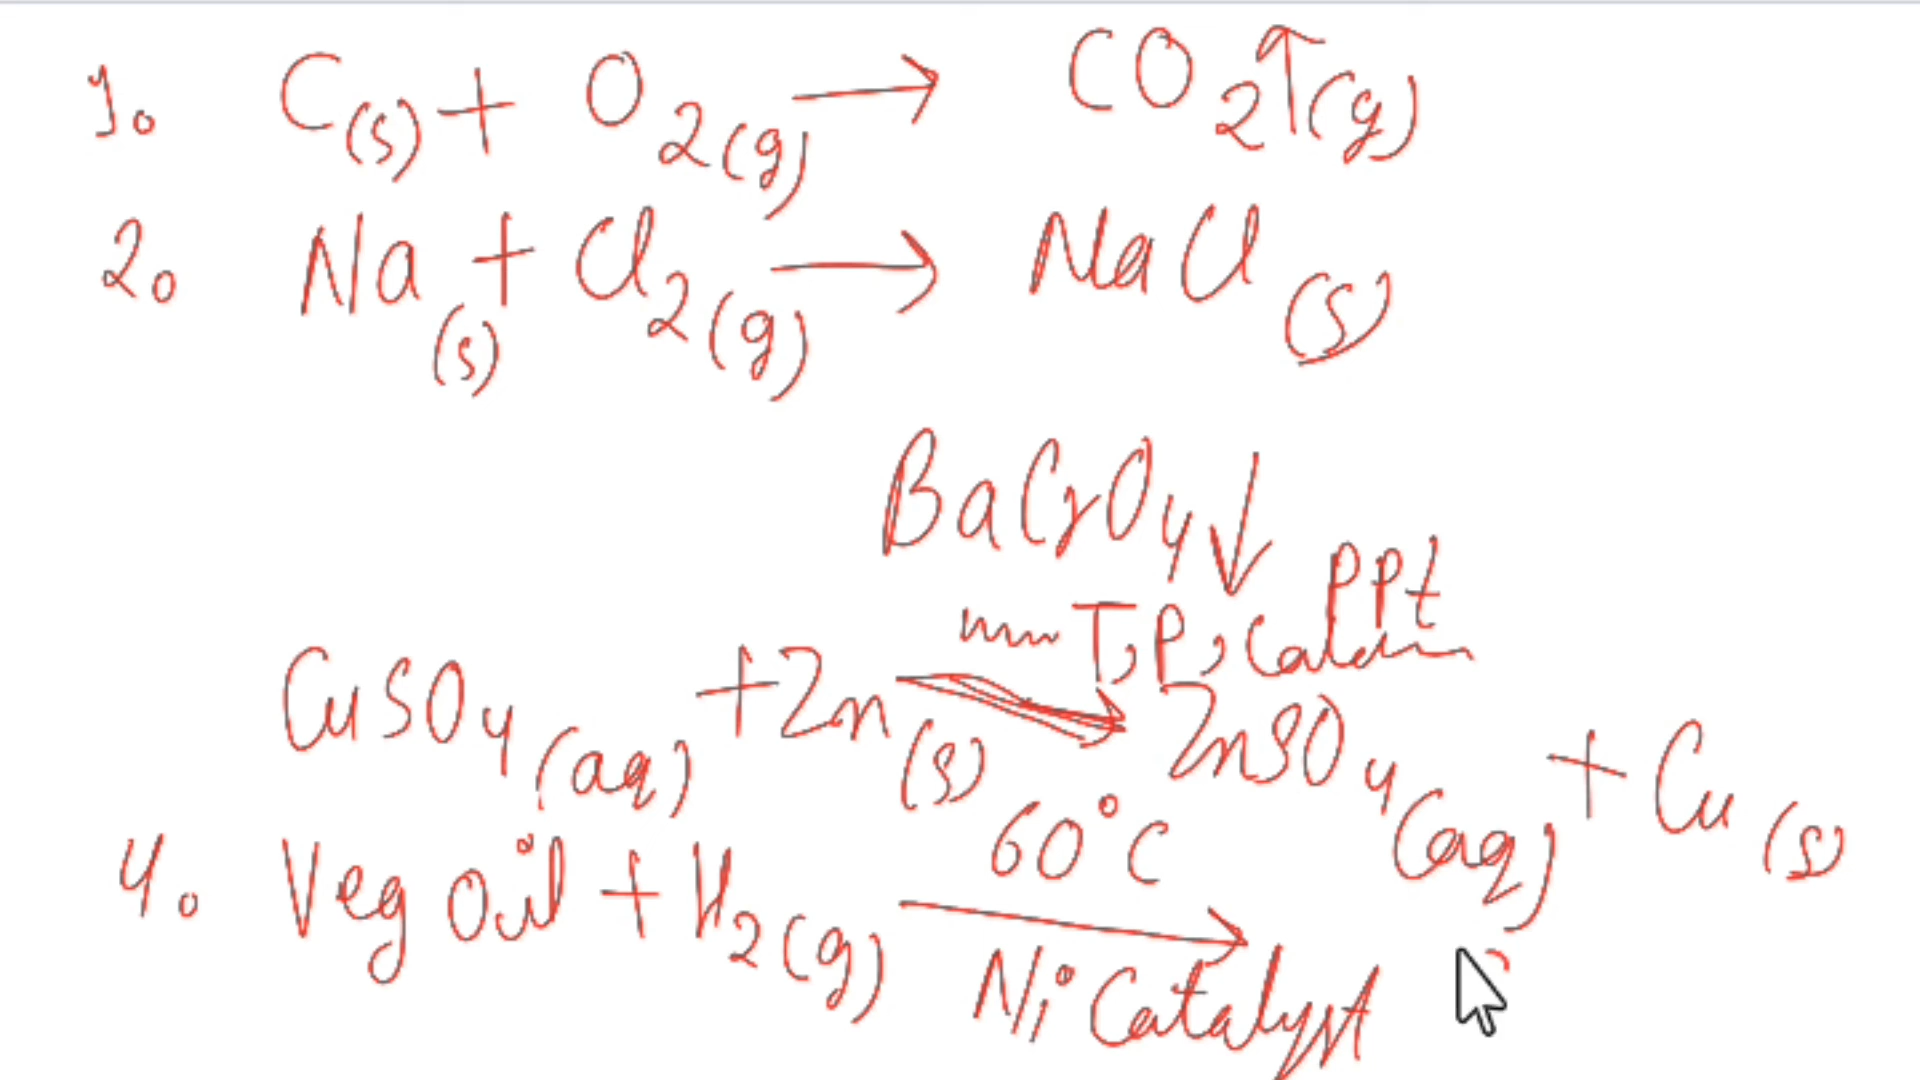 1. C(s) + O2(g) → CO2↑(g)
2. Na(s) + Cl2(g) → NaCl(s)
BaCrO4↓ PPt
T, P,
CuSO4(aq) + Zn(s) → ZnSO4(aq) + Cu(s)
60°C
4. Veg Oil + H2(g) →
Ni Catalyst